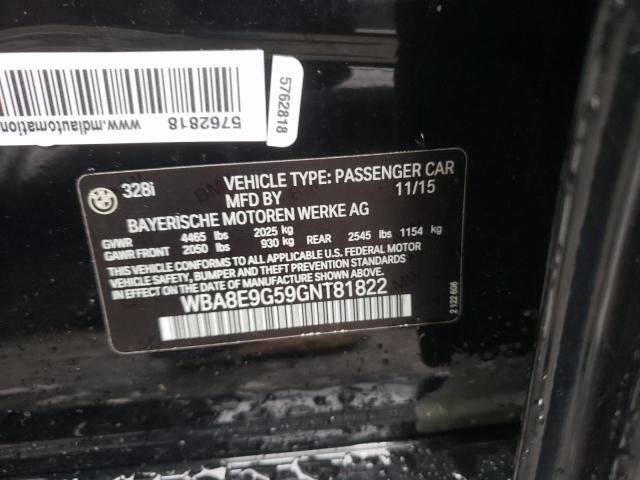 www.mdlautomation
5762818
5762818
328i
VEHICLE TYPE: PASSENGER CAR
MFD BY 11/15
BAYERISCHE MOTOREN WERKE AG
GVWR 4465 lbs 2025 kg
GAWR FRONT 2050 lbs 930 kg REAR 2545 lbs 1154 kg
THIS VEHICLE CONFORMS TO ALL APPLICABLE U.S. FEDERAL MOTOR
VEHICLE SAFETY, BUMPER AND THEFT PREVENTION STANDARDS
IN EFFECT ON THE DATE OF MANUFACTURE SHOWN ABOVE.
WBA8E9G59GNT81822
2 122 606